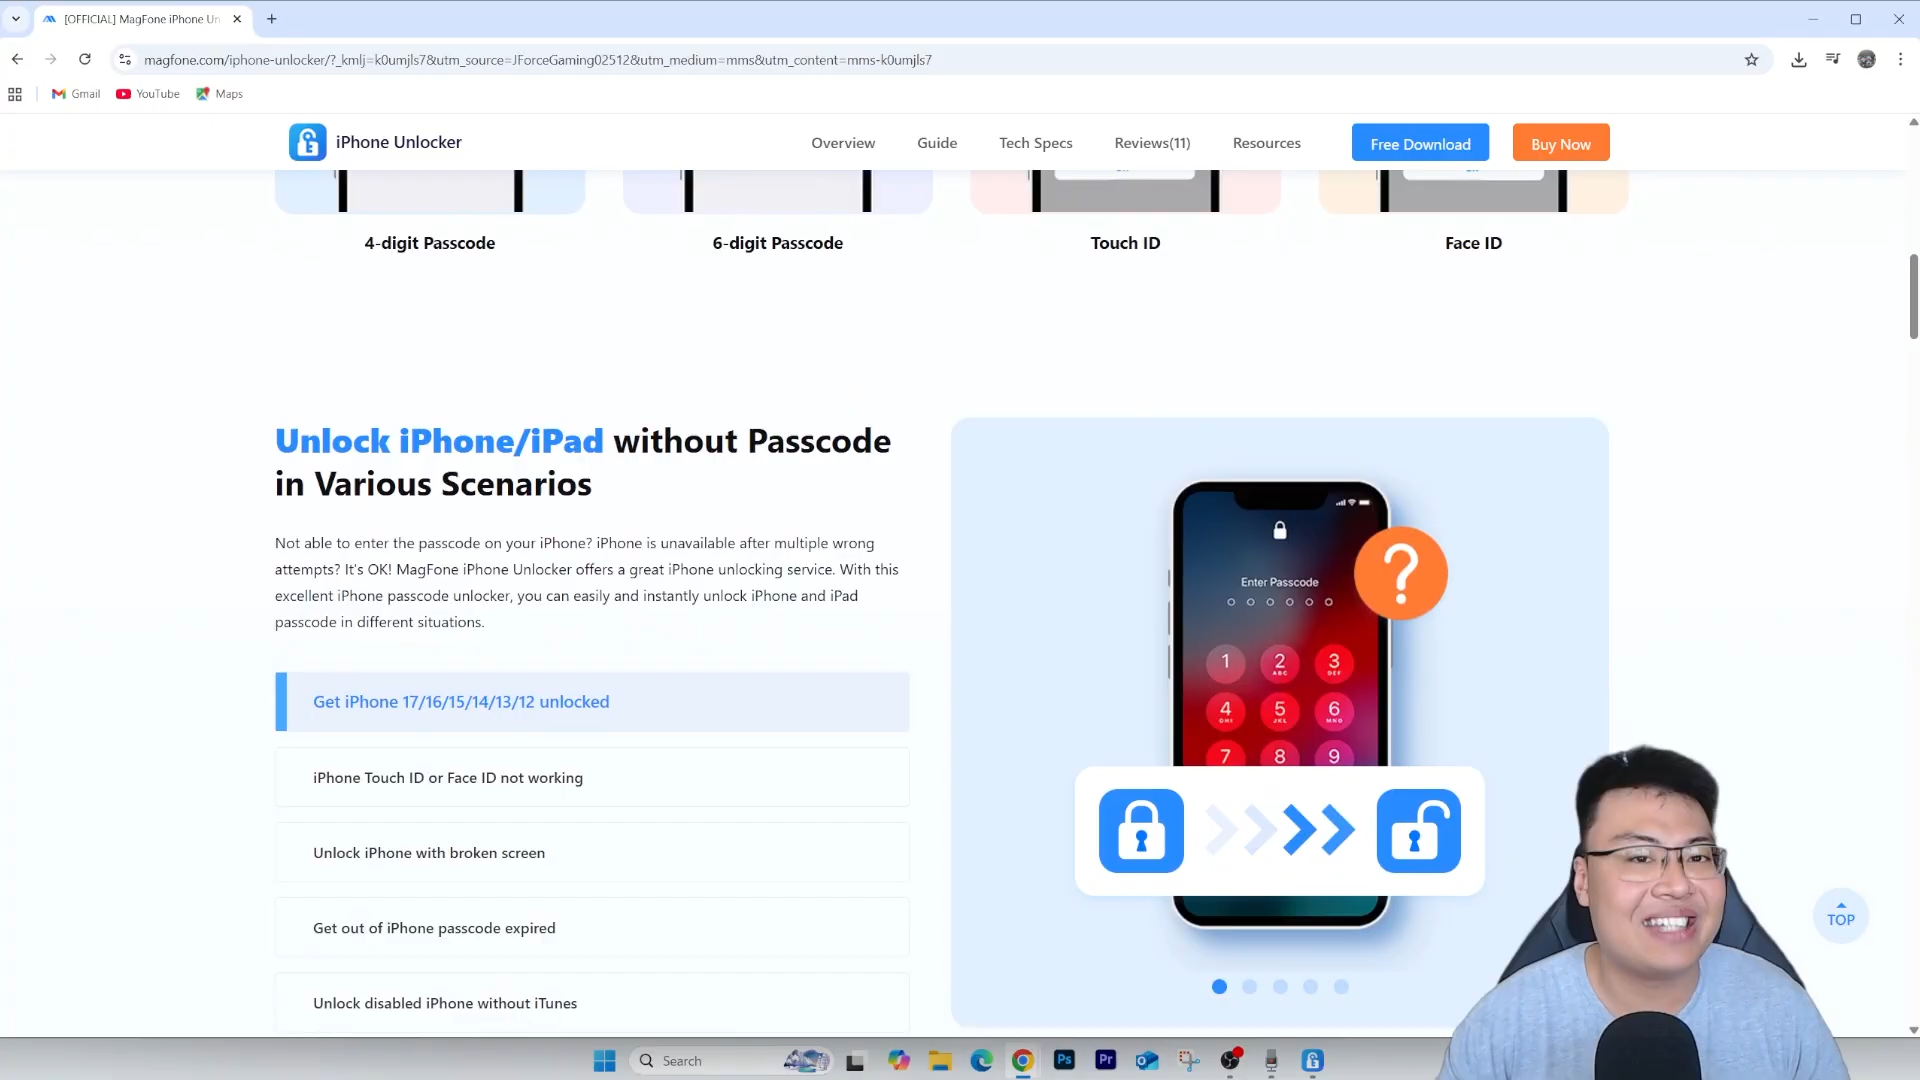 [OFFICIAL] MagFone iPhone Un
magfone.com/iphone-unlocker/?_kmlj=k0umjls7&utm_source=JForceGaming02512&utm_medium=mms&utm_content=mms-k0umjls7
Gmail YouTube Maps
iPhone Unlocker Overview Guide Tech Specs Reviews(11) Resources Free Download Buy Now
4-digit Passcode 6-digit Passcode Touch ID Face ID
Unlock iPhone/iPad without Passcode
in Various Scenarios
Not able to enter the passcode on your iPhone? iPhone is unavailable after multiple wrong
attempts? It's OK! MagFone iPhone Unlocker offers a great iPhone unlocking service. With this
excellent iPhone passcode unlocker, you can easily and instantly unlock iPhone and iPad
passcode in different situations.
Get iPhone 17/16/15/14/13/12 unlocked
iPhone Touch ID or Face ID not working
Unlock iPhone with broken screen
Get out of iPhone passcode expired
Unlock disabled iPhone without iTunes
Enter Passcode
?
1 2 3
ABC DEF
4 5 6
GHI JKL MNO
7 8 9
TOP
Search
Ps Pr